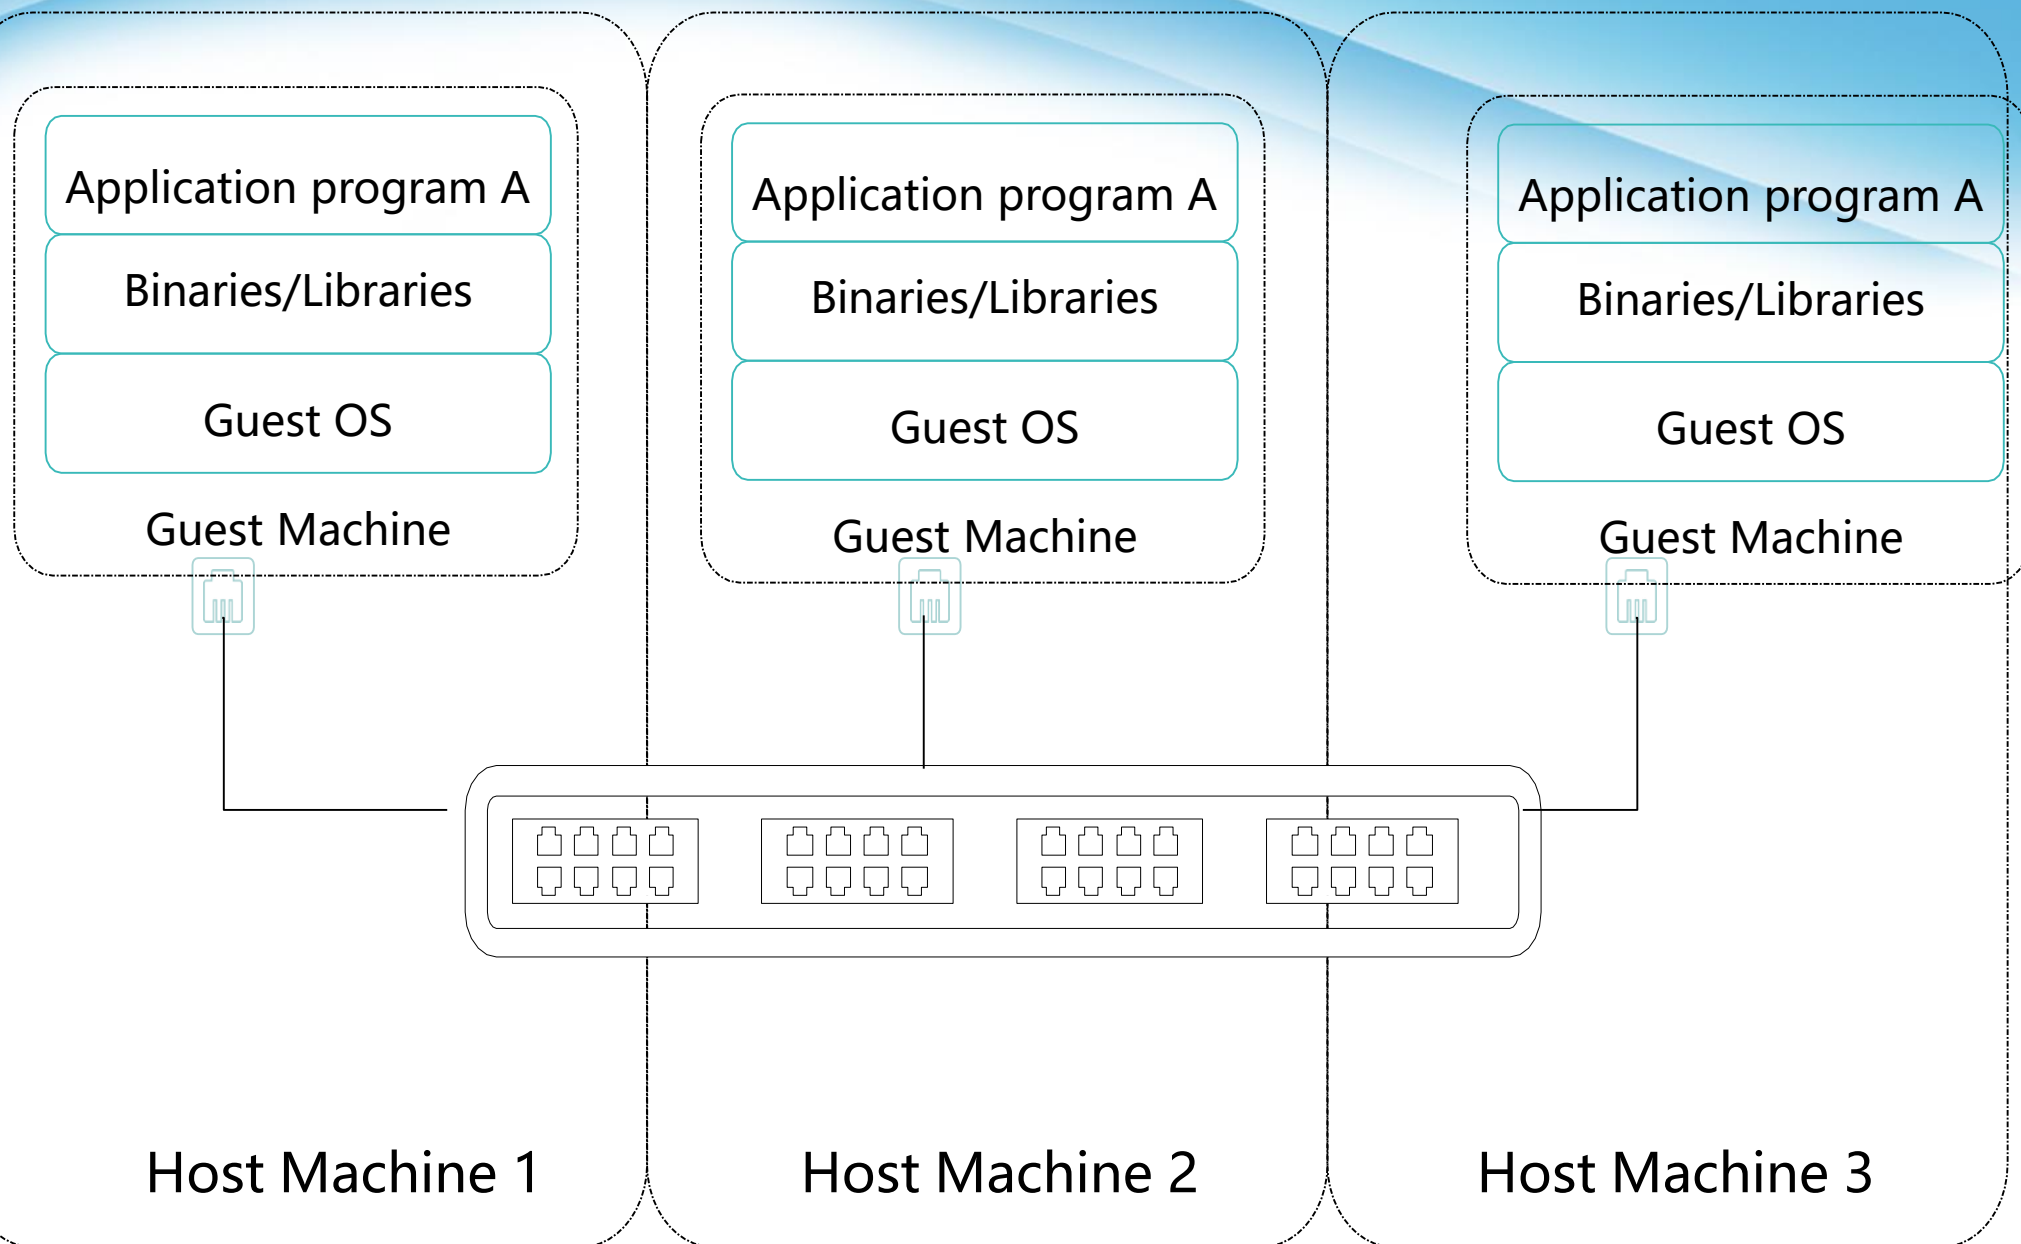 Application program A
Binaries/Libraries
Guest OS
Guest Machine
Application program A
Binaries/Libraries
Guest OS
Guest Machine
Application program A
Binaries/Libraries
Guest OS
Guest Machine
Host Machine 1
Host Machine 2
Host Machine 3